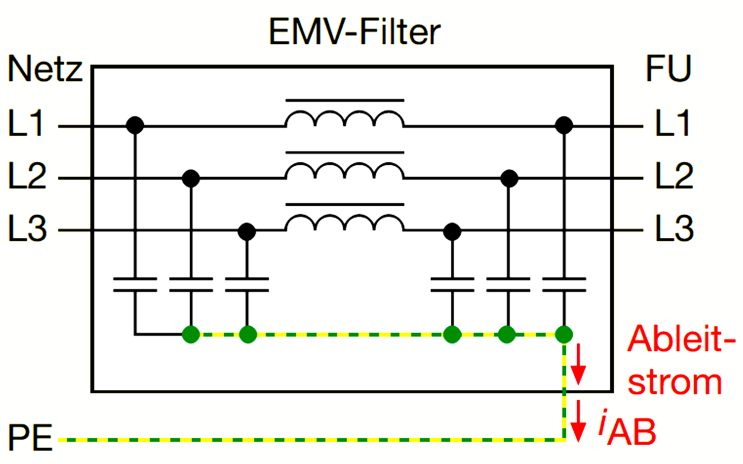 EMV-Filter
Netz
FU
L1
L1
L2
L2
L3
L3
Ableit-
strom
iAB
PE